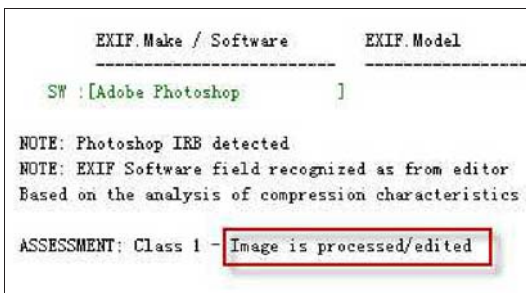 EXIF.Make / Software EXIF.Model
------------------------- -----------------
SW :[Adobe Photoshop ]
NOTE: Photoshop IRB detected
NOTE: EXIF Software field recognized as from editor
Based on the analysis of compression characteristics
ASSESSMENT: Class 1 - Image is processed/edited